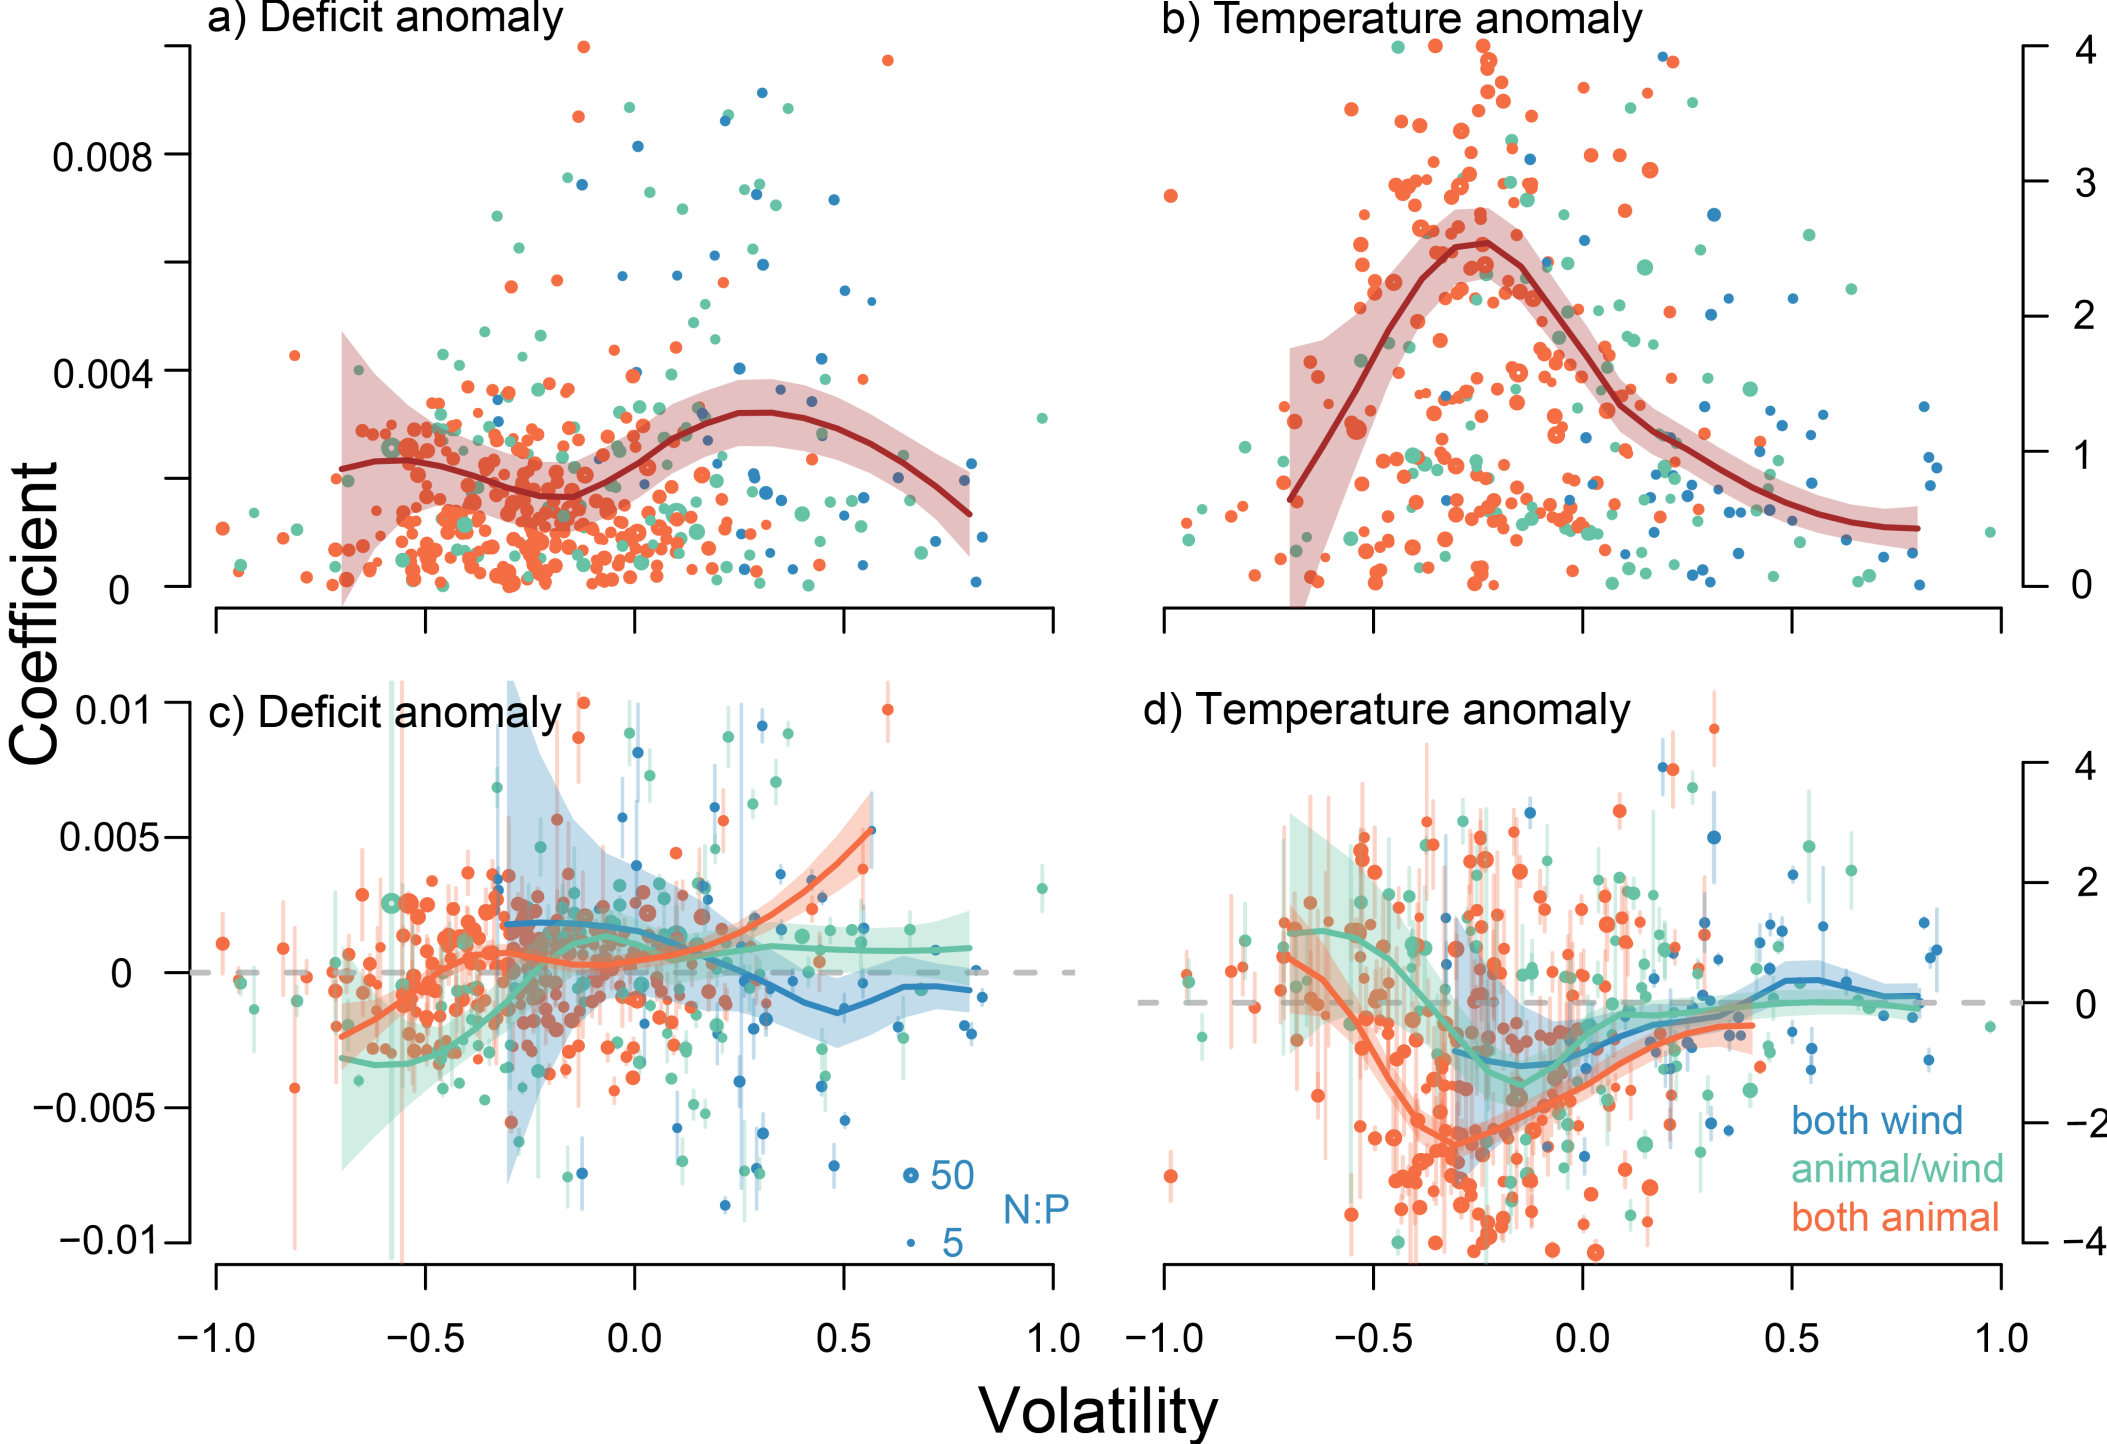 a) Deficit anomaly
b) Temperature anomaly
0.008
0.004
0
4
3
2
1
0
Coefficient
c) Deficit anomaly
d) Temperature anomaly
0.01
0.005
0
−0.005
−0.01
4
2
0
−2
−4
50
N:P
5
both wind
animal/wind
both animal
−1.0 −0.5 0.0 0.5 1.0
−1.0 −0.5 0.0 0.5 1.0
Volatility